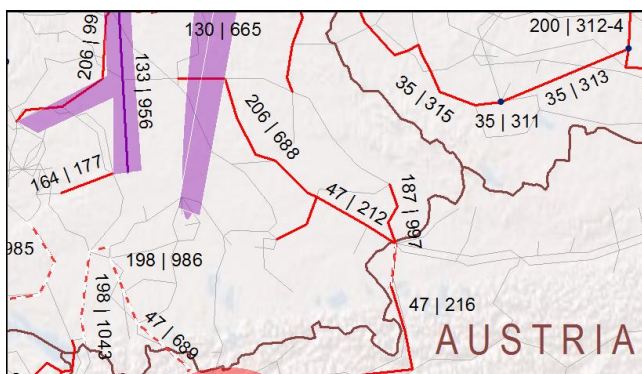 200 | 312-4
130 | 665
206 | 99
133 | 956
35 | 315
35 | 313
35 | 311
206 | 688
164 | 177
47 | 212
187 | 997
985
198 | 986
198 | 1043
47 | 689
47 | 216
AUSTRIA